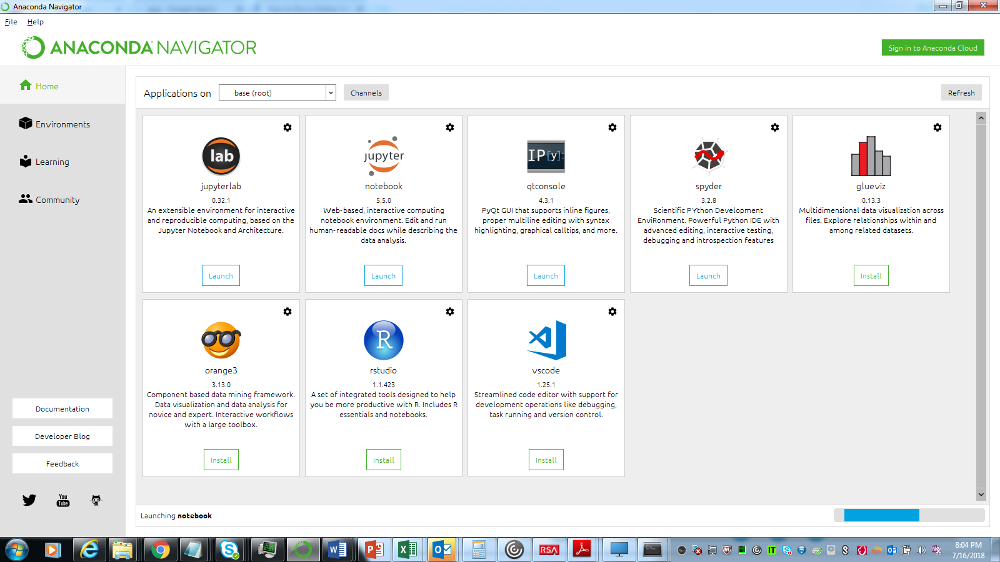 Anaconda Navigator
File Help
ANACONDA NAVIGATOR
Sign in to Anaconda Cloud
Home
Environments
Learning
Community
Documentation
Developer Blog
Feedback
You
Tube
Applications on base (root) Channels Refresh
lab
jupyterlab
0.32.1
An extensible environment for interactive
and reproducible computing, based on the
Jupyter Notebook and Architecture.
Launch
jupyter
notebook
5.5.0
Web-based, interactive computing
notebook environment. Edit and run
human-readable docs while describing the
data analysis.
Launch
IP[y]:
qtconsole
4.3.1
PyQt GUI that supports inline figures,
proper multiline editing with syntax
highlighting, graphical calltips, and more.
Launch
spyder
3.2.8
Scientific PYthon Development
EnviRonment. Powerful Python IDE with
advanced editing, interactive testing,
debugging and introspection features
Launch
glueviz
0.13.3
Multidimensional data visualization across
files. Explore relationships within and
among related datasets.
Install
orange3
3.13.0
Component based data mining framework.
Data visualization and data analysis for
novice and expert. Interactive workflows
with a large toolbox.
Install
R
rstudio
1.1.423
A set of integrated tools designed to help
you be more productive with R. Includes R
essentials and notebooks.
Install
vscode
1.25.1
Streamlined code editor with support for
development operations like debugging,
task running and version control.
Install
Launching notebook
RSA
IT
8:04 PM
7/16/2018